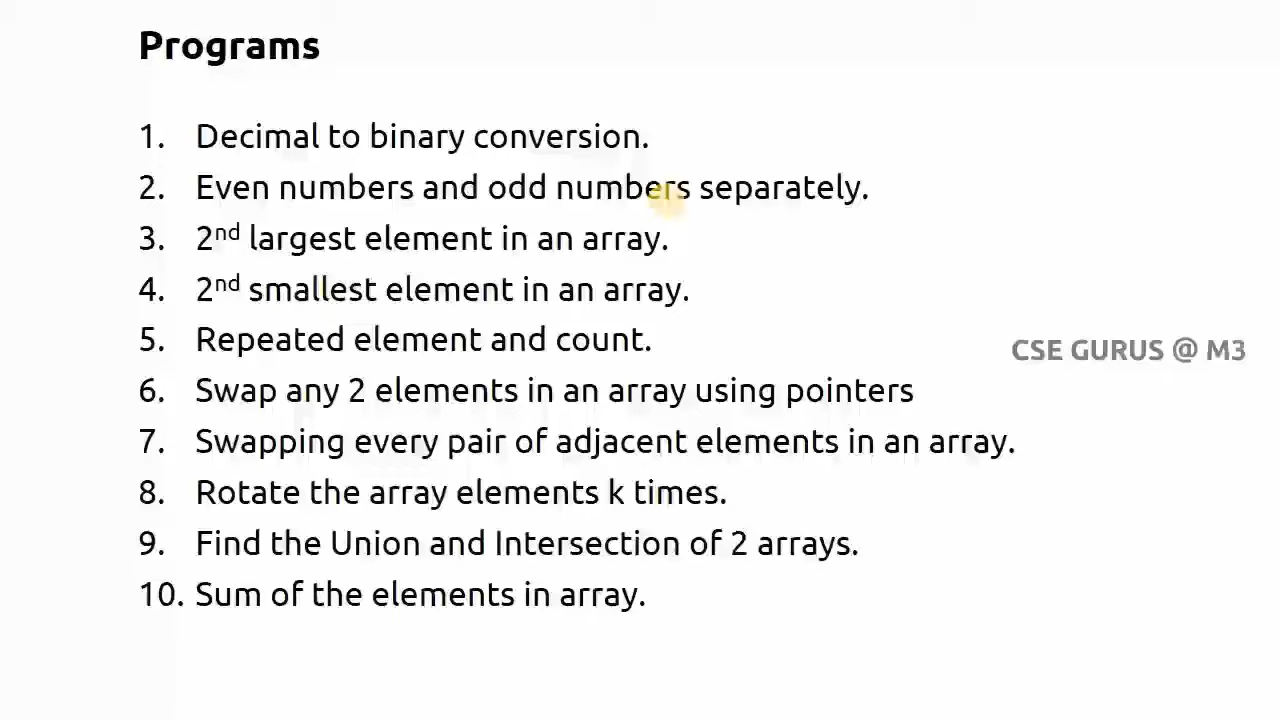 Programs
1. Decimal to binary conversion.
2. Even numbers and odd numbers separately.
3. 2nd largest element in an array.
4. 2nd smallest element in an array.
5. Repeated element and count.
CSE GURUS @ M3
6. Swap any 2 elements in an array using pointers
7. Swapping every pair of adjacent elements in an array.
8. Rotate the array elements k times.
9. Find the Union and Intersection of 2 arrays.
10. Sum of the elements in array.